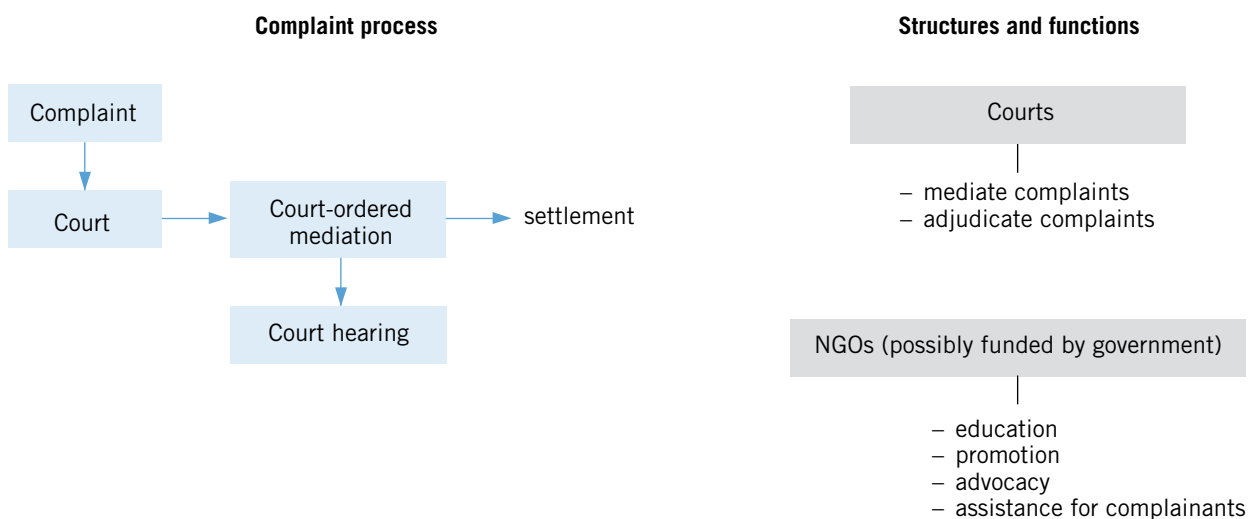 Complaint process
Complaint
Court
Court-ordered
mediation
settlement
Court hearing
Structures and functions
Courts
– mediate complaints
– adjudicate complaints
NGOs (possibly funded by government)
– education
– promotion
– advocacy
– assistance for complainants